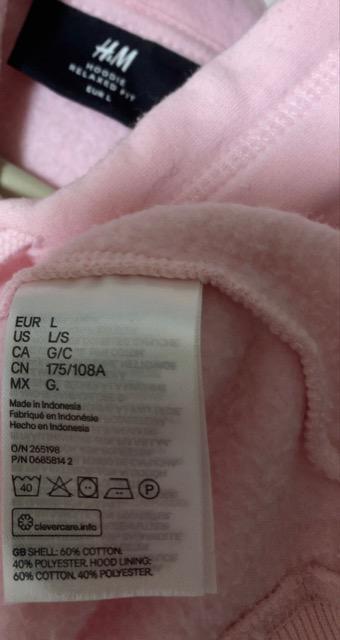 H&M
HOODIE
RELAXED FIT
EUR L
EUR L
US L/S
CA G/C
CN 175/108A
MX G.
Made in Indonesia
Fabriqué en Indonésie
Hecho en Indonesia
O/N 265198
P/N 0685814 2
40 P
clevercare.info
GB SHELL: 60% COTTON.
40% POLYESTER. HOOD LINING:
60% COTTON. 40% POLYESTER.